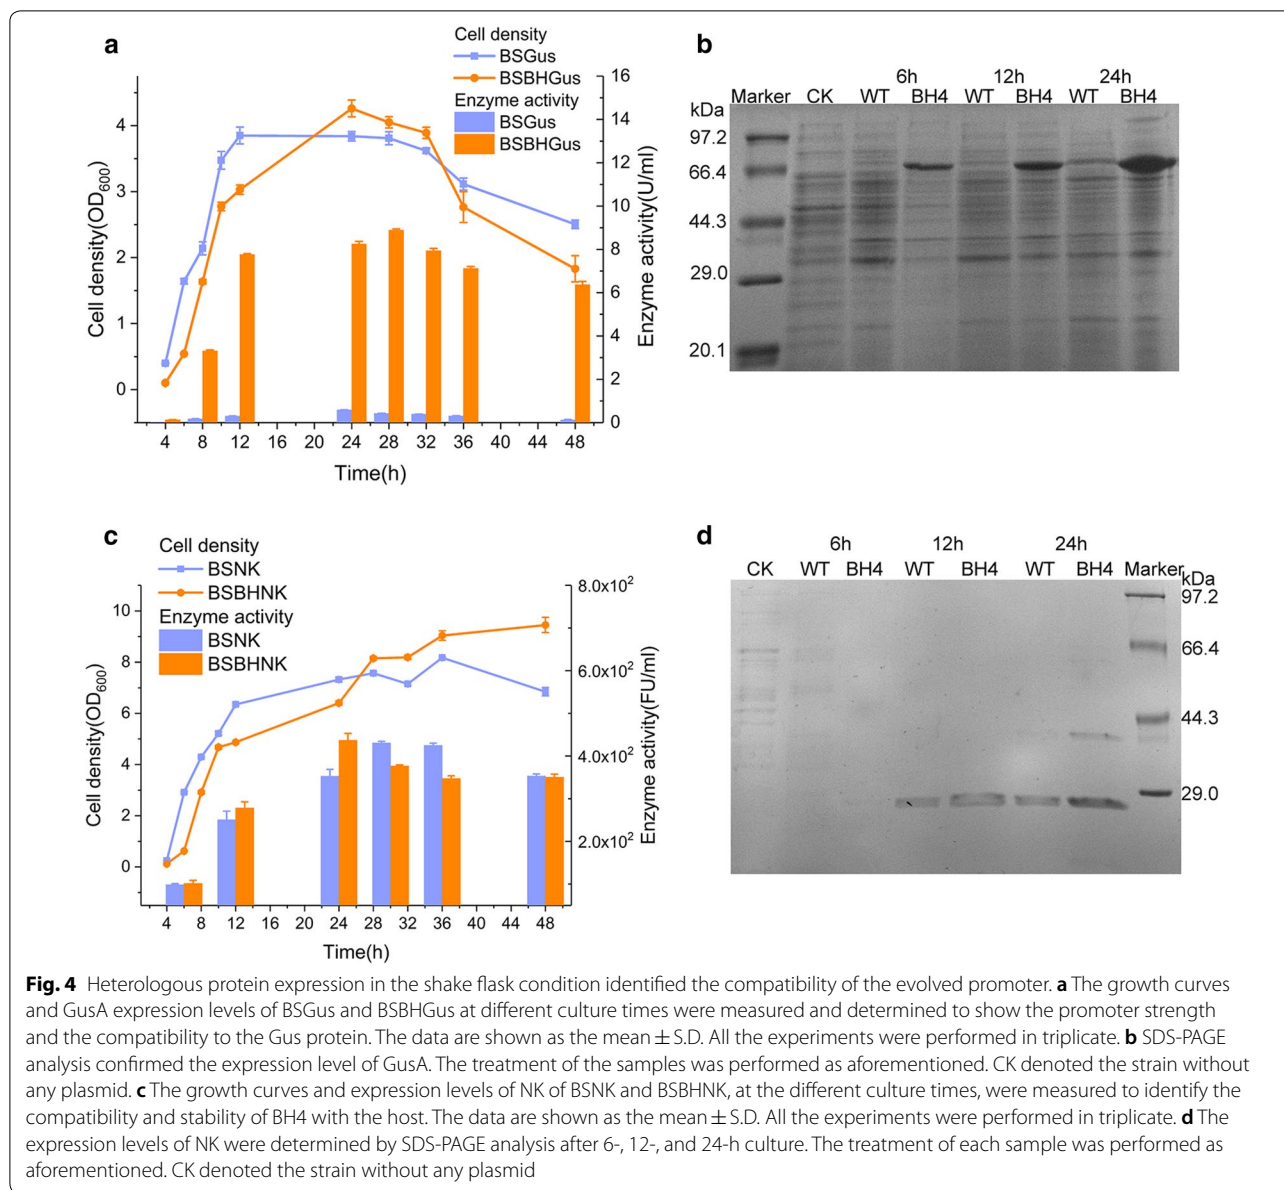 a
Cell density
BSGus
BSBHGus
Enzyme activity
BSGus
BSBHGus
Cell density(OD600)
4
3
2
1
0
16
14
12
10
8
6
4
2
0
Enzyme activity(U/ml)
4 8 12 16 20 24 28 32 36 40 44 48
Time(h)
b
6h 12h 24h
Marker CK WT BH4 WT BH4 WT BH4
kDa
97.2
66.4
44.3
29.0
20.1
c
Cell density
BSNK
BSBHNK
Enzyme activity
BSNK
BSBHNK
Cell density(OD600)
10
8
6
4
2
0
8.0x10²
6.0x10²
4.0x10²
2.0x10²
Enzyme activity(FU/ml)
4 8 12 16 20 24 28 32 36 40 44 48
Time(h)
d
6h 12h 24h
CK WT BH4 WT BH4 WT BH4 Marker
kDa
97.2
66.4
44.3
29.0
Fig. 4 Heterologous protein expression in the shake flask condition identified the compatibility of the evolved promoter. a The growth curves
and GusA expression levels of BSGus and BSBHGus at different culture times were measured and determined to show the promoter strength
and the compatibility to the Gus protein. The data are shown as the mean ± S.D. All the experiments were performed in triplicate. b SDS-PAGE
analysis confirmed the expression level of GusA. The treatment of the samples was performed as aforementioned. CK denoted the strain without
any plasmid. c The growth curves and expression levels of NK of BSNK and BSBHNK, at the different culture times, were measured to identify the
compatibility and stability of BH4 with the host. The data are shown as the mean ± S.D. All the experiments were performed in triplicate. d The
expression levels of NK were determined by SDS-PAGE analysis after 6-, 12-, and 24-h culture. The treatment of each sample was performed as
aforementioned. CK denoted the strain without any plasmid